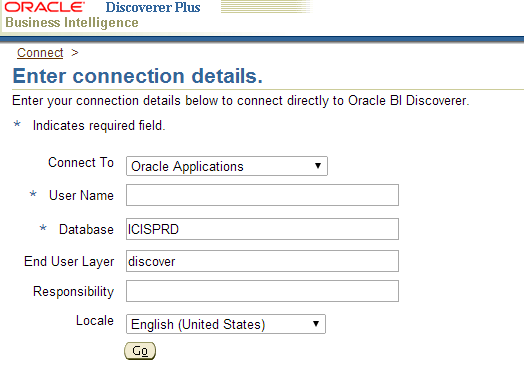 ORACLE Discoverer Plus
Business Intelligence
Connect >
Enter connection details.
Enter your connection details below to connect directly to Oracle BI Discoverer.
* Indicates required field.
Connect To Oracle Applications
* User Name
* Database ICISPRD
End User Layer discover
Responsibility
Locale English (United States)
Go